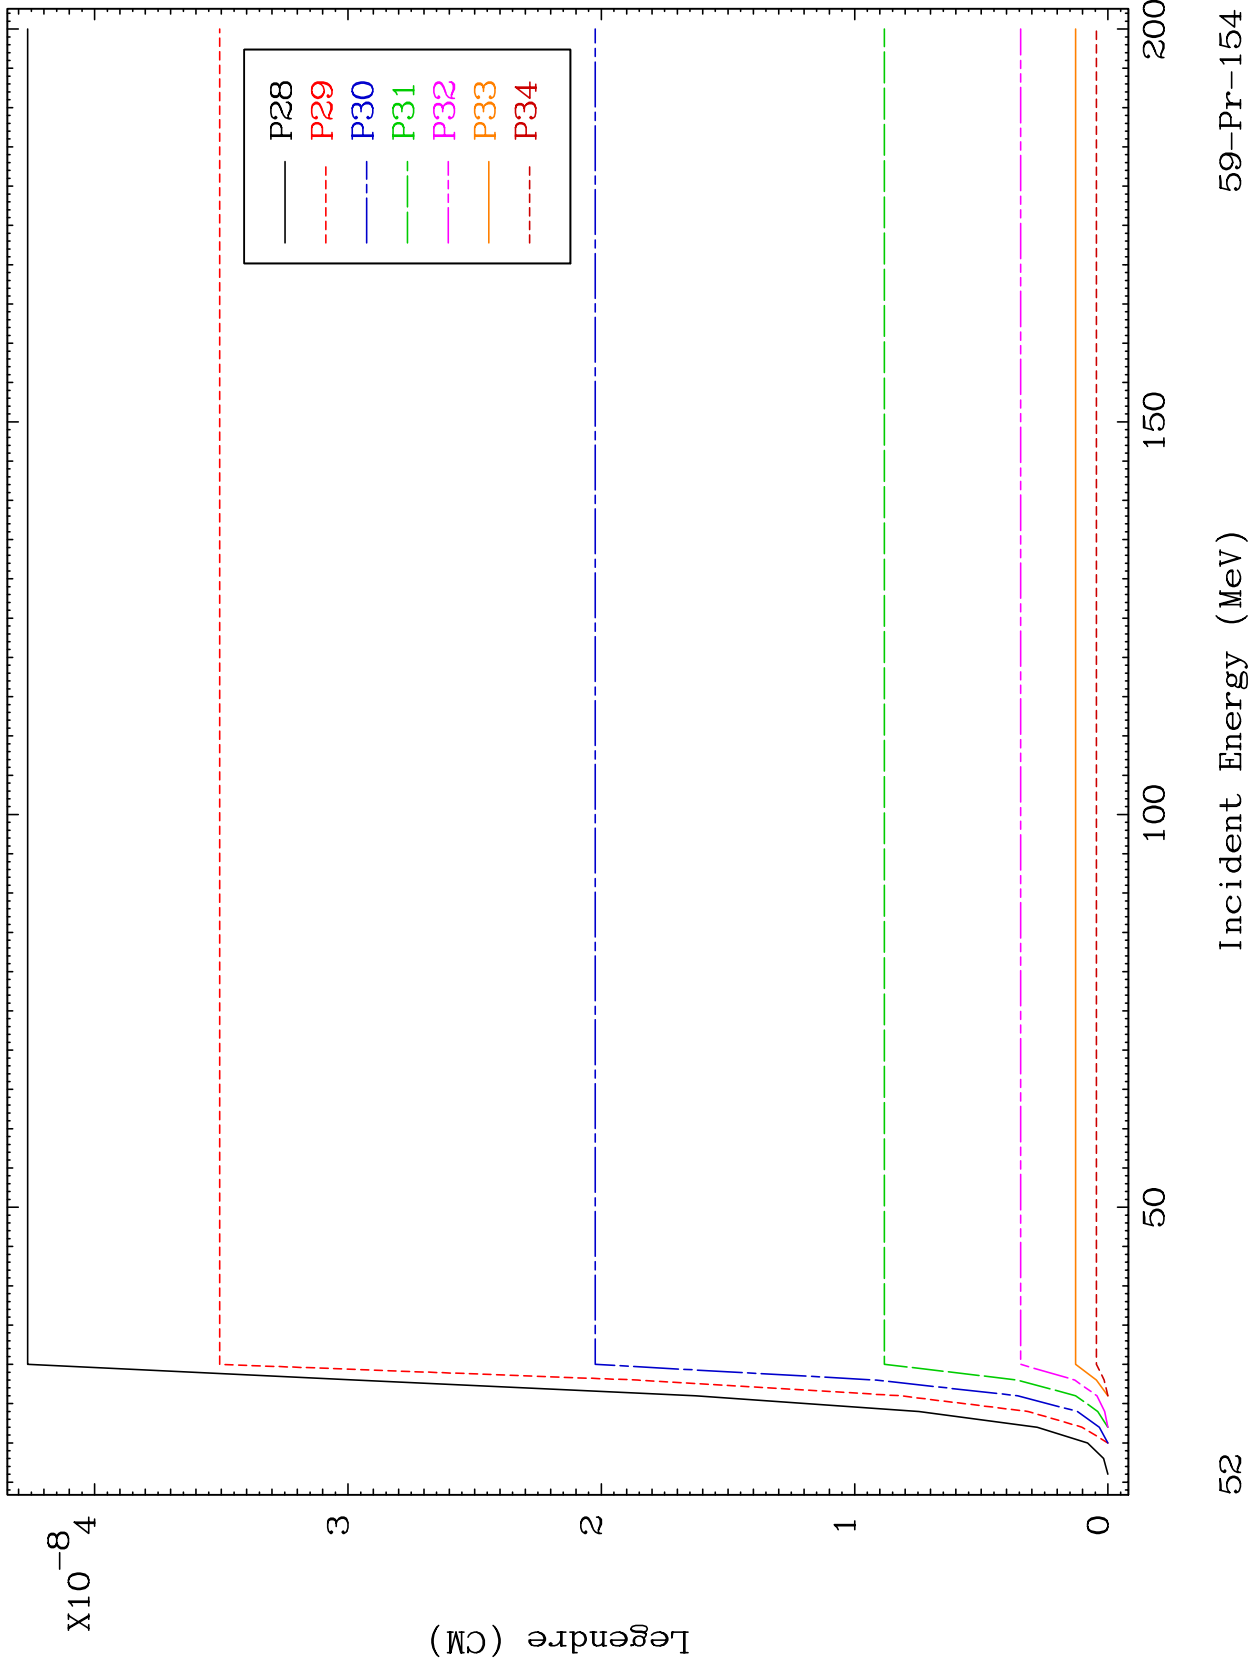 X10-8
4
3
2
1
0
Legendre (CM)
P28
P29
P30
P31
P32
P33
P34
50
100
150
200
52
Incident Energy (MeV)
59-Pr-154